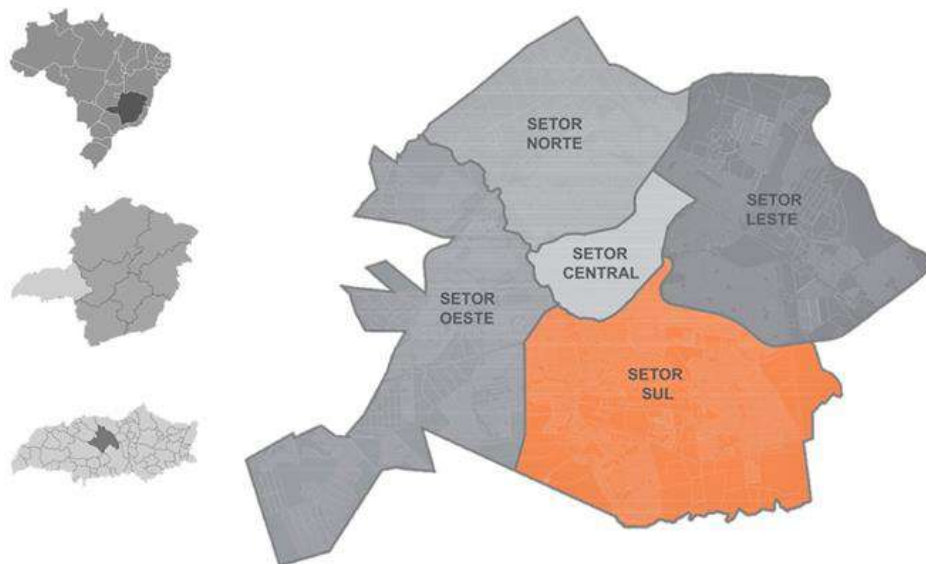 SETOR
NORTE
SETOR
LESTE
SETOR
CENTRAL
SETOR
OESTE
SETOR
SUL